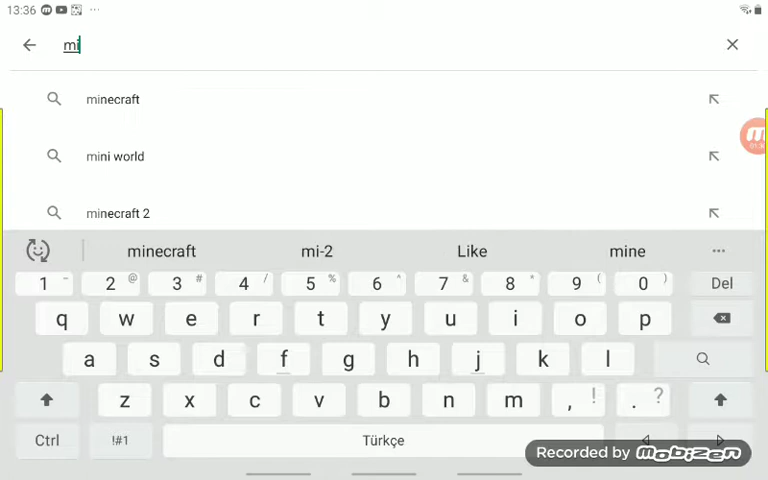 13:36
mi
minecraft
mini world
minecraft 2
minecraft mi-2 Like mine ...
1 - 2 @ 3 # 4 / 5 % 6 ^ 7 & 8 * 9 ( 0 ) Del
q w e r t y u i o p
a s d f g h j k l
z x c v b n m , ! . ?
Ctrl !#1 Türkçe
Recorded by mobizen